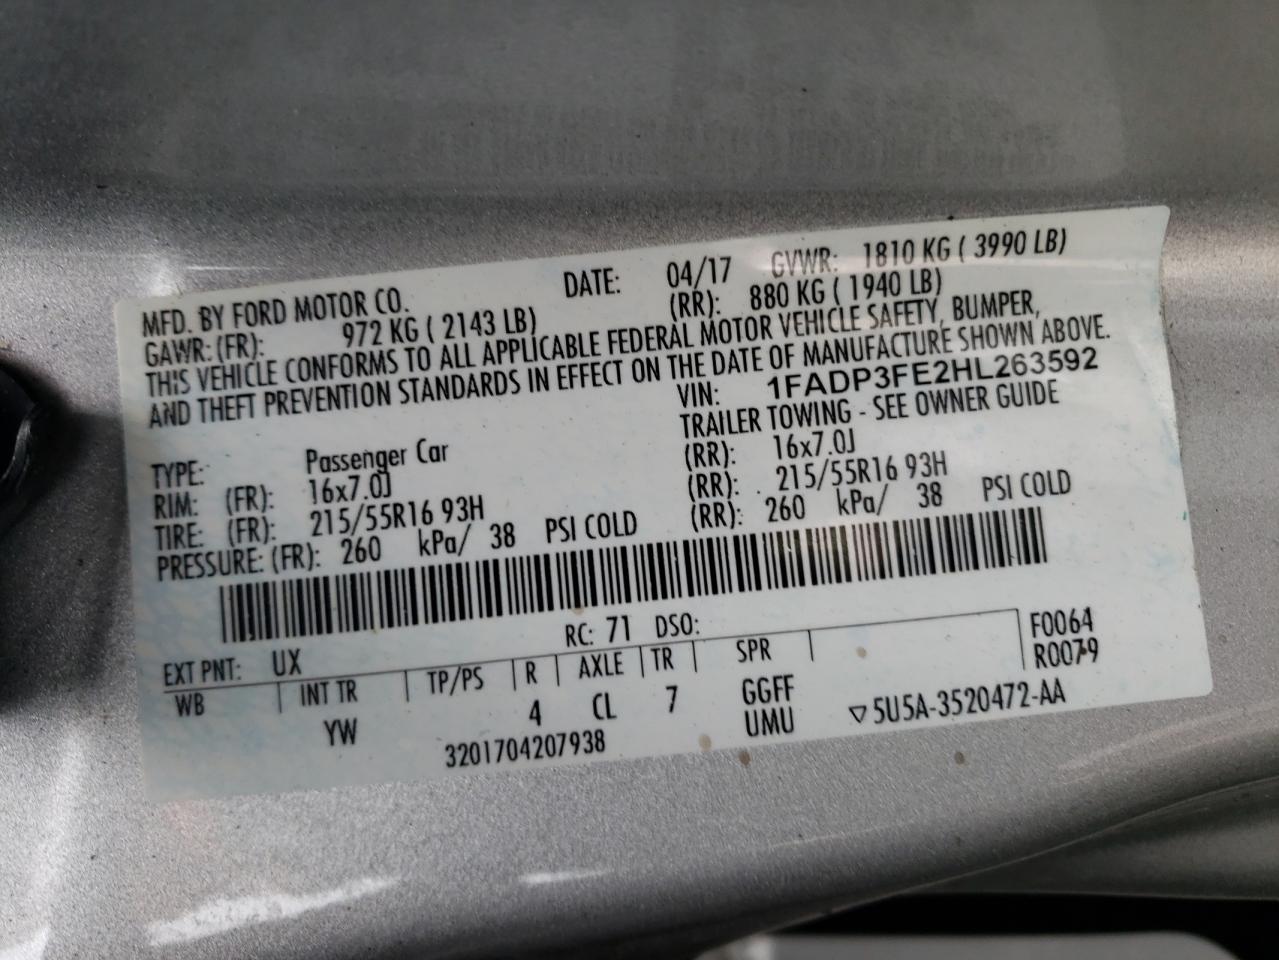 MFD. BY FORD MOTOR CO. DATE: 04/17 GVWR: 1810 KG ( 3990 LB)
GAWR: (FR): 972 KG ( 2143 LB) (RR): 880 KG ( 1940 LB)
THIS VEHICLE CONFORMS TO ALL APPLICABLE FEDERAL MOTOR VEHICLE SAFETY, BUMPER,
AND THEFT PREVENTION STANDARDS IN EFFECT ON THE DATE OF MANUFACTURE SHOWN ABOVE.
VIN: 1FADP3FE2HL263592
TRAILER TOWING - SEE OWNER GUIDE
TYPE: Passenger Car
RIM: (FR): 16x7.0J (RR): 16x7.0J
TIRE: (FR): 215/55R16 93H (RR): 215/55R16 93H
PRESSURE: (FR): 260 kPa/ 38 PSI COLD (RR): 260 kPa/ 38 PSI COLD
EXT PNT: UX RC: 71 DSO: F0064
WB INT TR TP/PS R AXLE TR SPR R0079
YW 4 CL 7 GGFF
3201704207938 UMU ▽5U5A-3520472-AA